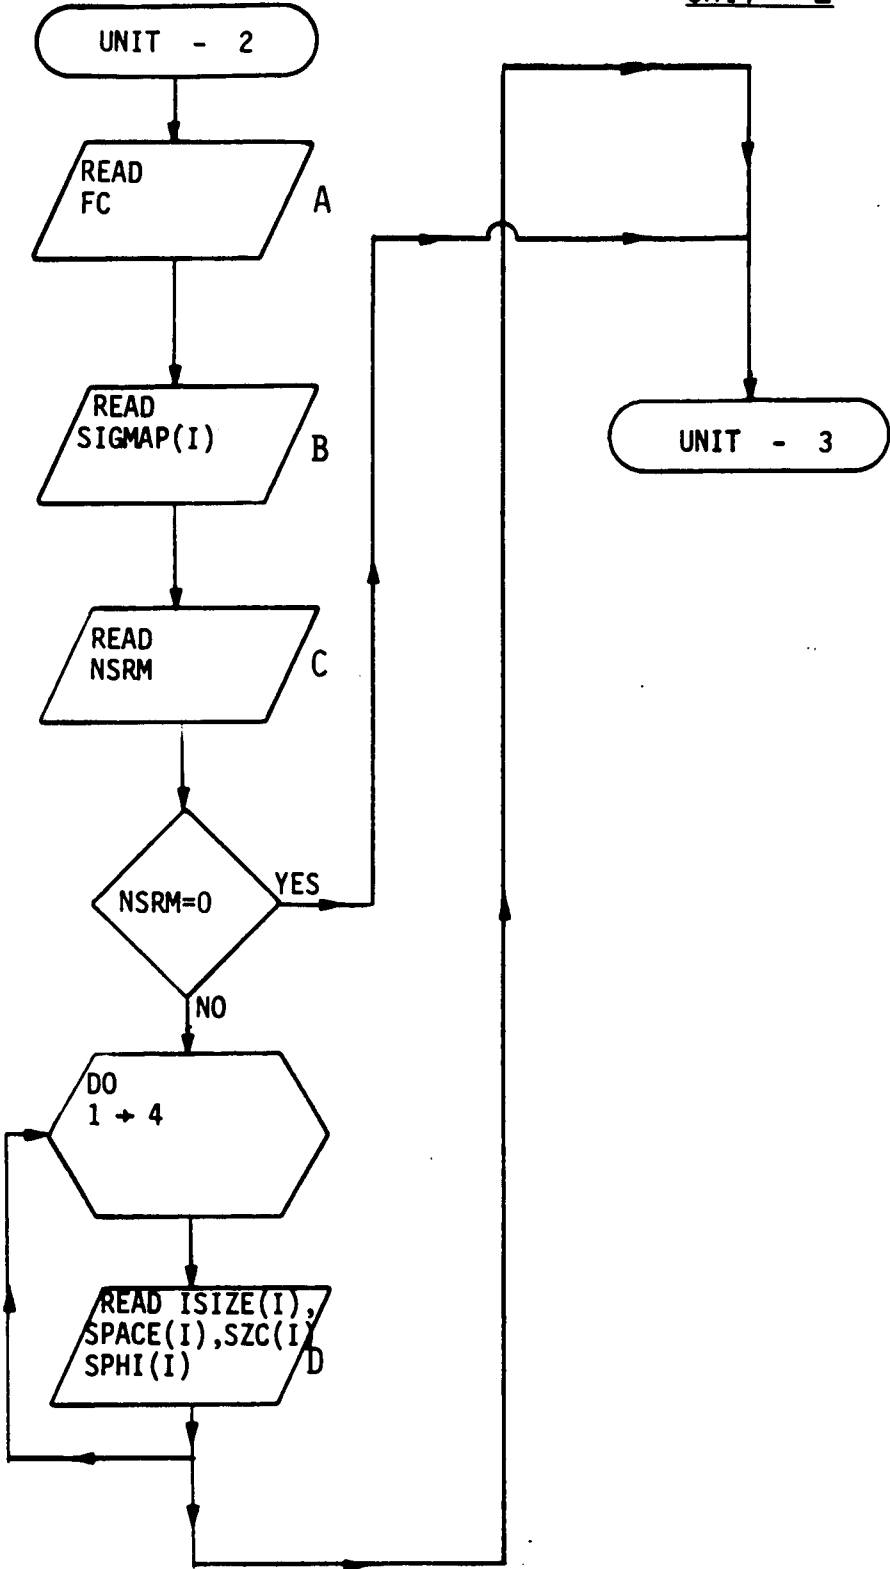 UNIT - 2
READ
FC
A
READ
SIGMAP(I)
B
READ
NSRM
C
NSRM=0
YES
NO
DO
1 → 4
READ ISIZE(I),
SPACE(I),SZC(I)
SPHI(I)
D
UNIT - 3